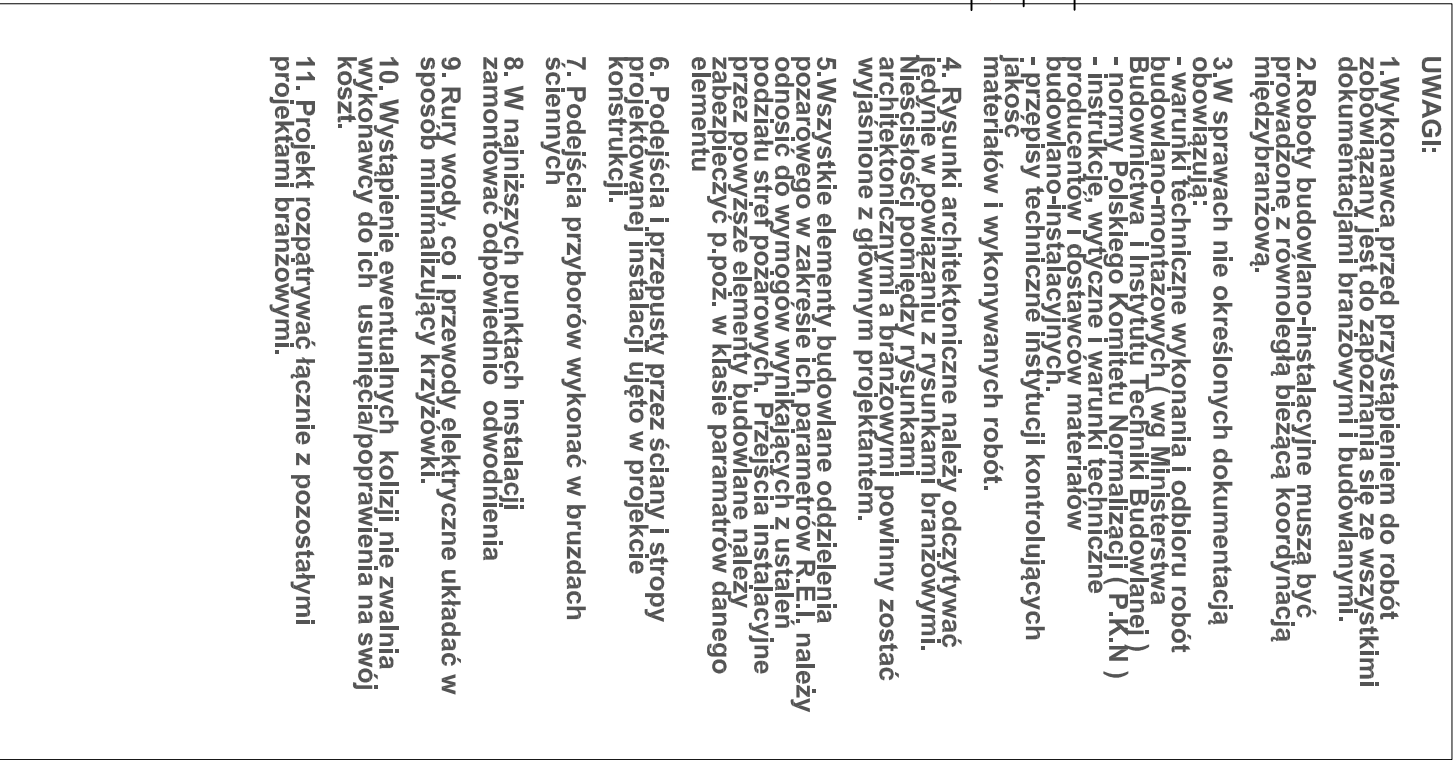 UWAGI:
1.Wykonawca przed przystąpieniem do robót
zobowiązany jest do zapoznania się ze wszystkimi
dokumentacjami branżowymi i budowlanymi.
2.Roboty budowlano-instalacyjne muszą być
prowadzone z równoległą bieżącą koordynacją
międzybranżową.
3.W sprawach nie określonych dokumentacją
obowiązują:
- warunki techniczne wykonania i odbioru robót
budowlano-montażowych ( wg Ministerstwa
Budownictwa i Instytutu Techniki Budowlanej )
- normy Polskiego Komitetu Normalizacji ( P.K.N )
- instrukcje, wytyczne i warunki techniczne
producentów i dostawców materiałów
budowlano-instalacyjnych.
- przepisy techniczne instytucji kontrolujących
jakość
materiałów i wykonywanych robót.
4. Rysunki architektoniczne należy odczytywać
jedynie w powiązaniu z rysunkami branżowymi.
Nieścisłości pomiędzy rysunkami
architektonicznymi a branżowymi powinny zostać
wyjaśnione z głównym projektantem.
5.Wszystkie elementy budowlane oddzielenia
pożarowego w zakresie ich parametrów R.E.I. należy
odnosić do wymogów wynikających z ustaleń
podziału stref pożarowych. Przejścia instalacyjne
przez powyższe elementy budowlane należy
zabezpieczyć p.poż. w klasie paramatrów danego
elementu
6. Podejścia i przepusty przez ściany i stropy
projektowanej instalacji ujęto w projekcie
konstrukcji.
7. Podejścia przyborów wykonać w bruzdach
ściennych
8. W najniższych punktach instalacji
zamontować odpowiednio odwodnienia
9. Rury wody, co i przewody elektryczne układać w
sposób minimalizujący krzyżówki.
10. Wystąpienie ewentualnych kolizji nie zwalnia
wykonawcy do ich usunięcia/poprawienia na swój
koszt.
11. Projekt rozpatrywać łącznie z pozostałymi
projektami branżowymi.